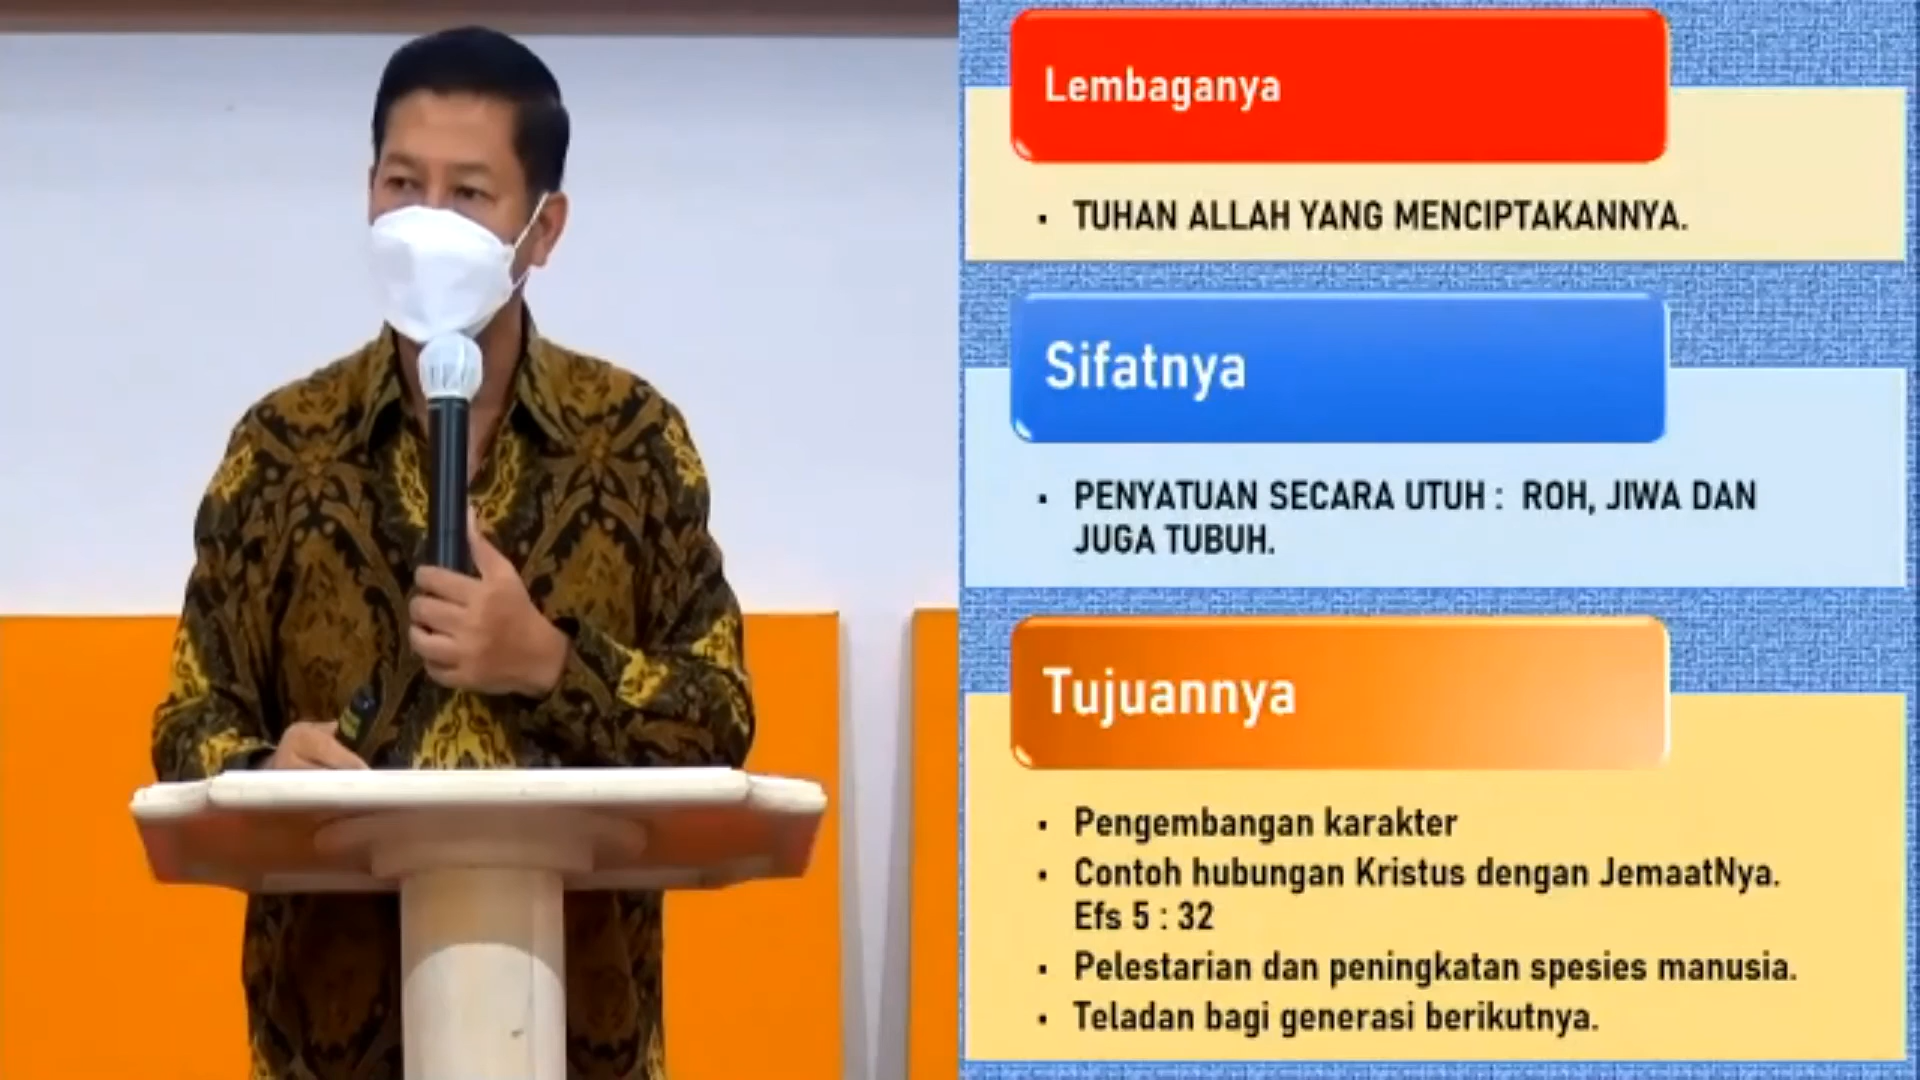 Lembaganya
• TUHAN ALLAH YANG MENCIPTAKANNYA.
Sifatnya
• PENYATUAN SECARA UTUH : ROH, JIWA DAN
JUGA TUBUH.
Tujuannya
• Pengembangan karakter
• Contoh hubungan Kristus dengan JemaatNya.
Efs 5 : 32
• Pelestarian dan peningkatan spesies manusia.
• Teladan bagi generasi berikutnya.